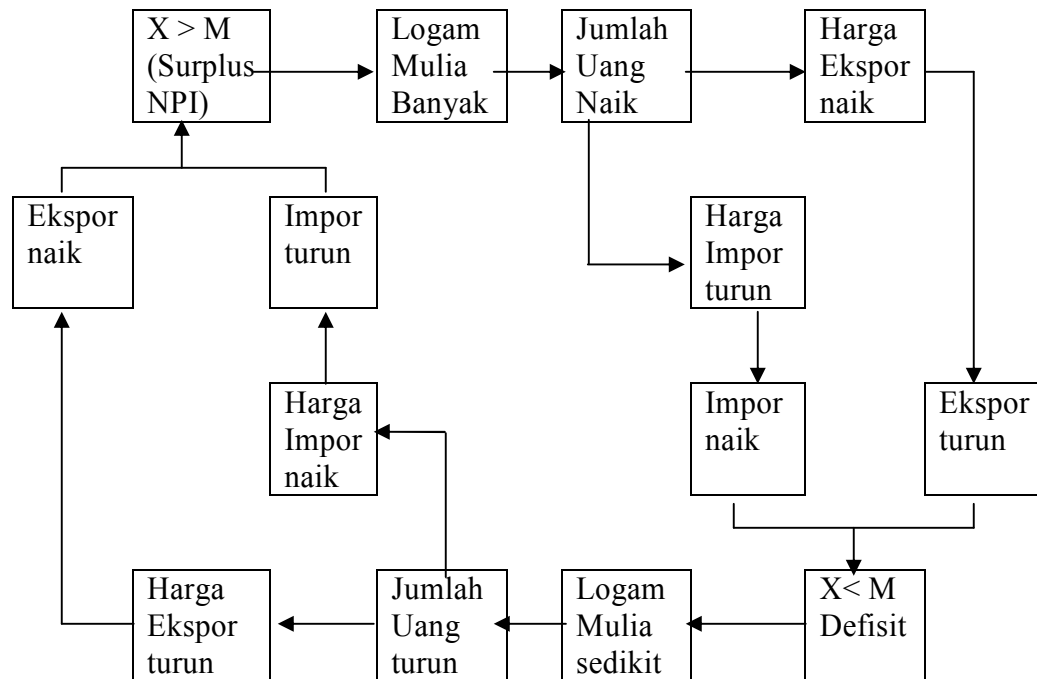 X > M
(Surplus
NPI)
Logam
Mulia
Banyak
Jumlah
Uang
Naik
Harga
Ekspor
naik
Ekspor
naik
Impor
turun
Harga
Impor
turun
Harga
Impor
naik
Impor
naik
Ekspor
turun
Harga
Ekspor
turun
Jumlah
Uang
turun
Logam
Mulia
sedikit
X< M
Defisit